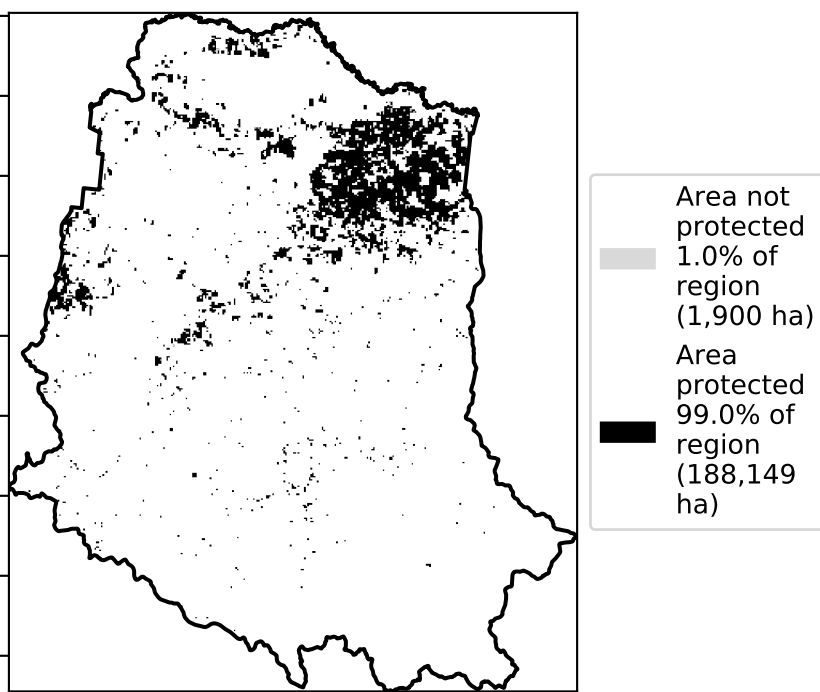 Area not
protected
1.0% of
region
(1,900 ha)
Area
protected
99.0% of
region
(188,149
ha)